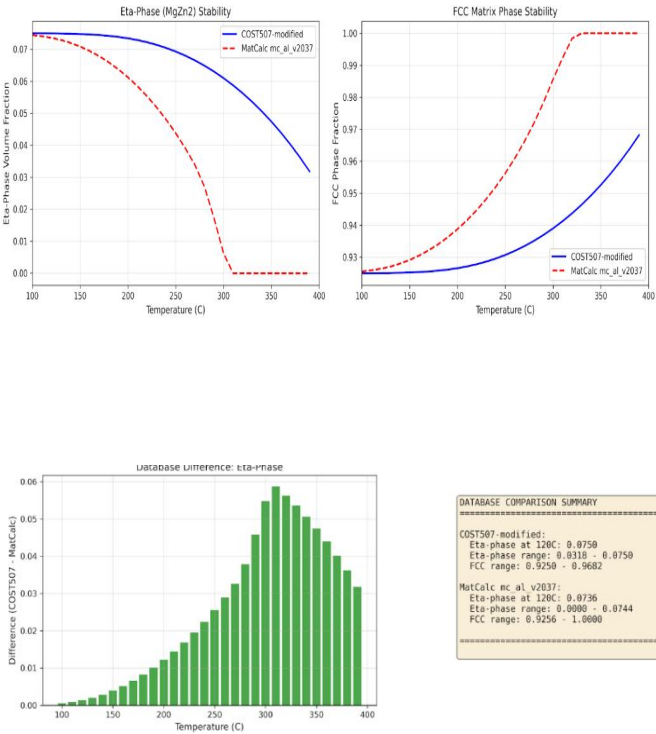 Eta-Phase (MgZn2) Stability
Eta-Phase Volume Fraction
0.07
0.06
0.05
0.04
0.03
0.02
0.01
0.00
COST507-modified
MatCalc mc_al_v2037
100 150 200 250 300 350 400
Temperature (C)
FCC Matrix Phase Stability
FCC Phase Fraction
1.00
0.99
0.98
0.97
0.96
0.95
0.94
0.93
COST507-modified
MatCalc mc_al_v2037
100 150 200 250 300 350 400
Temperature (C)
Database Difference: Eta-Phase
Difference (COST507 - MatCalc)
0.06
0.05
0.04
0.03
0.02
0.01
0.00
100 150 200 250 300 350 400
Temperature (C)
DATABASE COMPARISON SUMMARY
COST507-modified:
Eta-phase at 120C: 0.0750
Eta-phase range: 0.0318 - 0.0750
FCC range: 0.9250 - 0.9682
MatCalc mc_al_v2037:
Eta-phase at 120C: 0.0736
Eta-phase range: 0.0000 - 0.0744
FCC range: 0.9256 - 1.0000